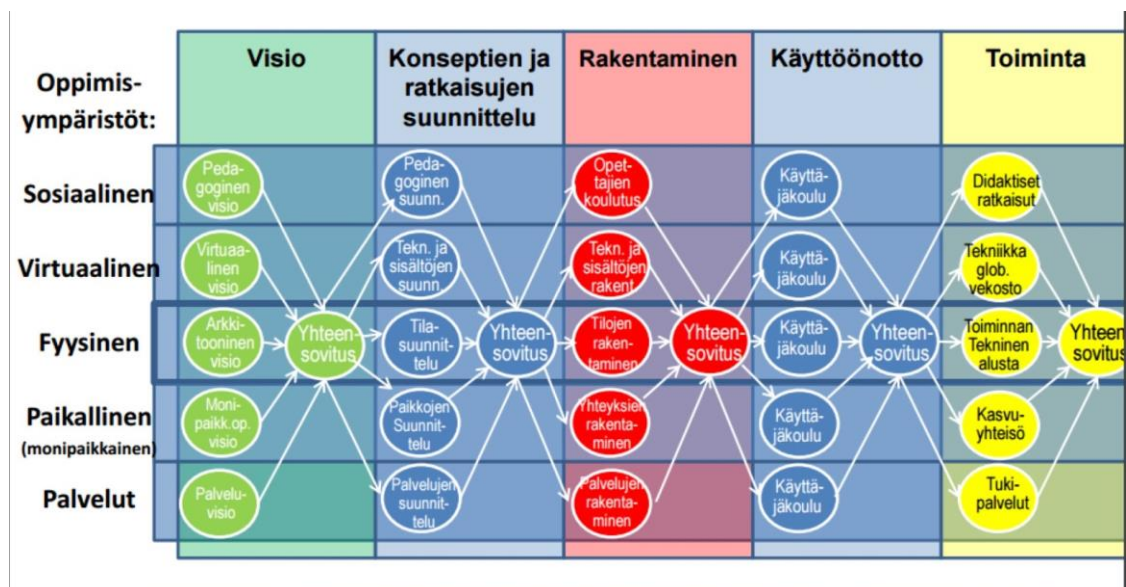 Oppimis-
ympäristöt:
Visio
Konseptien ja
ratkaisujen
suunnittelu
Rakentaminen
Käyttöönotto
Toiminta
Sosiaalinen
Peda-
goginen
visio
Peda-
goginen
suunn.
Opet-
tajien
koulutus
Käyttä-
jäkoulu
Didaktiset
ratkaisut
Virtuaalinen
Virtuaa-
linen
visio
Tekn. ja
sisältöjen
suunn.
Tekn. ja
sisältöjen
rakent.
Käyttä-
jäkoulu
Tekniikka
glob.
vekosto
Fyysinen
Arkki-
tooninen
visio
Yhteen-
sovitus
Tila-
suunnit-
telu
Yhteen-
sovitus
Tilojen
raken-
taminen
Yhteen-
sovitus
Käyttä-
jäkoulu
Yhteen-
sovitus
Toiminnan
Tekninen
alusta
Yhteen-
sovitus
Paikallinen
(monipaikkainen)
Moni-
paikk.op.
visio
Paikkojen
Suunnit-
telu
Yhteyksien
rakenta-
minen
Käyttä-
jäkoulu
Kasvu-
yhteisö
Palvelut
Palvelu-
visio
Palvelujen
suunnit-
telu
Palvelujen
rakenta-
minen
Käyttä-
jäkoulu
Tuki-
palvelut